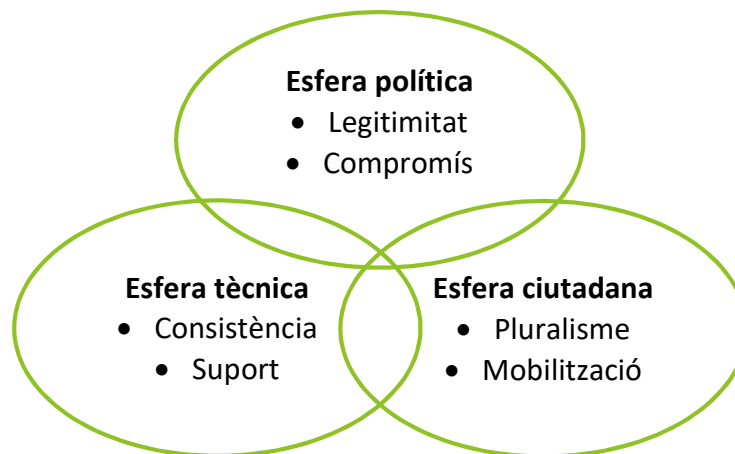 Esfera política
• Legitimitat
• Compromís
Esfera tècnica
• Consistència
• Suport
Esfera ciutadana
• Pluralisme
• Mobilització